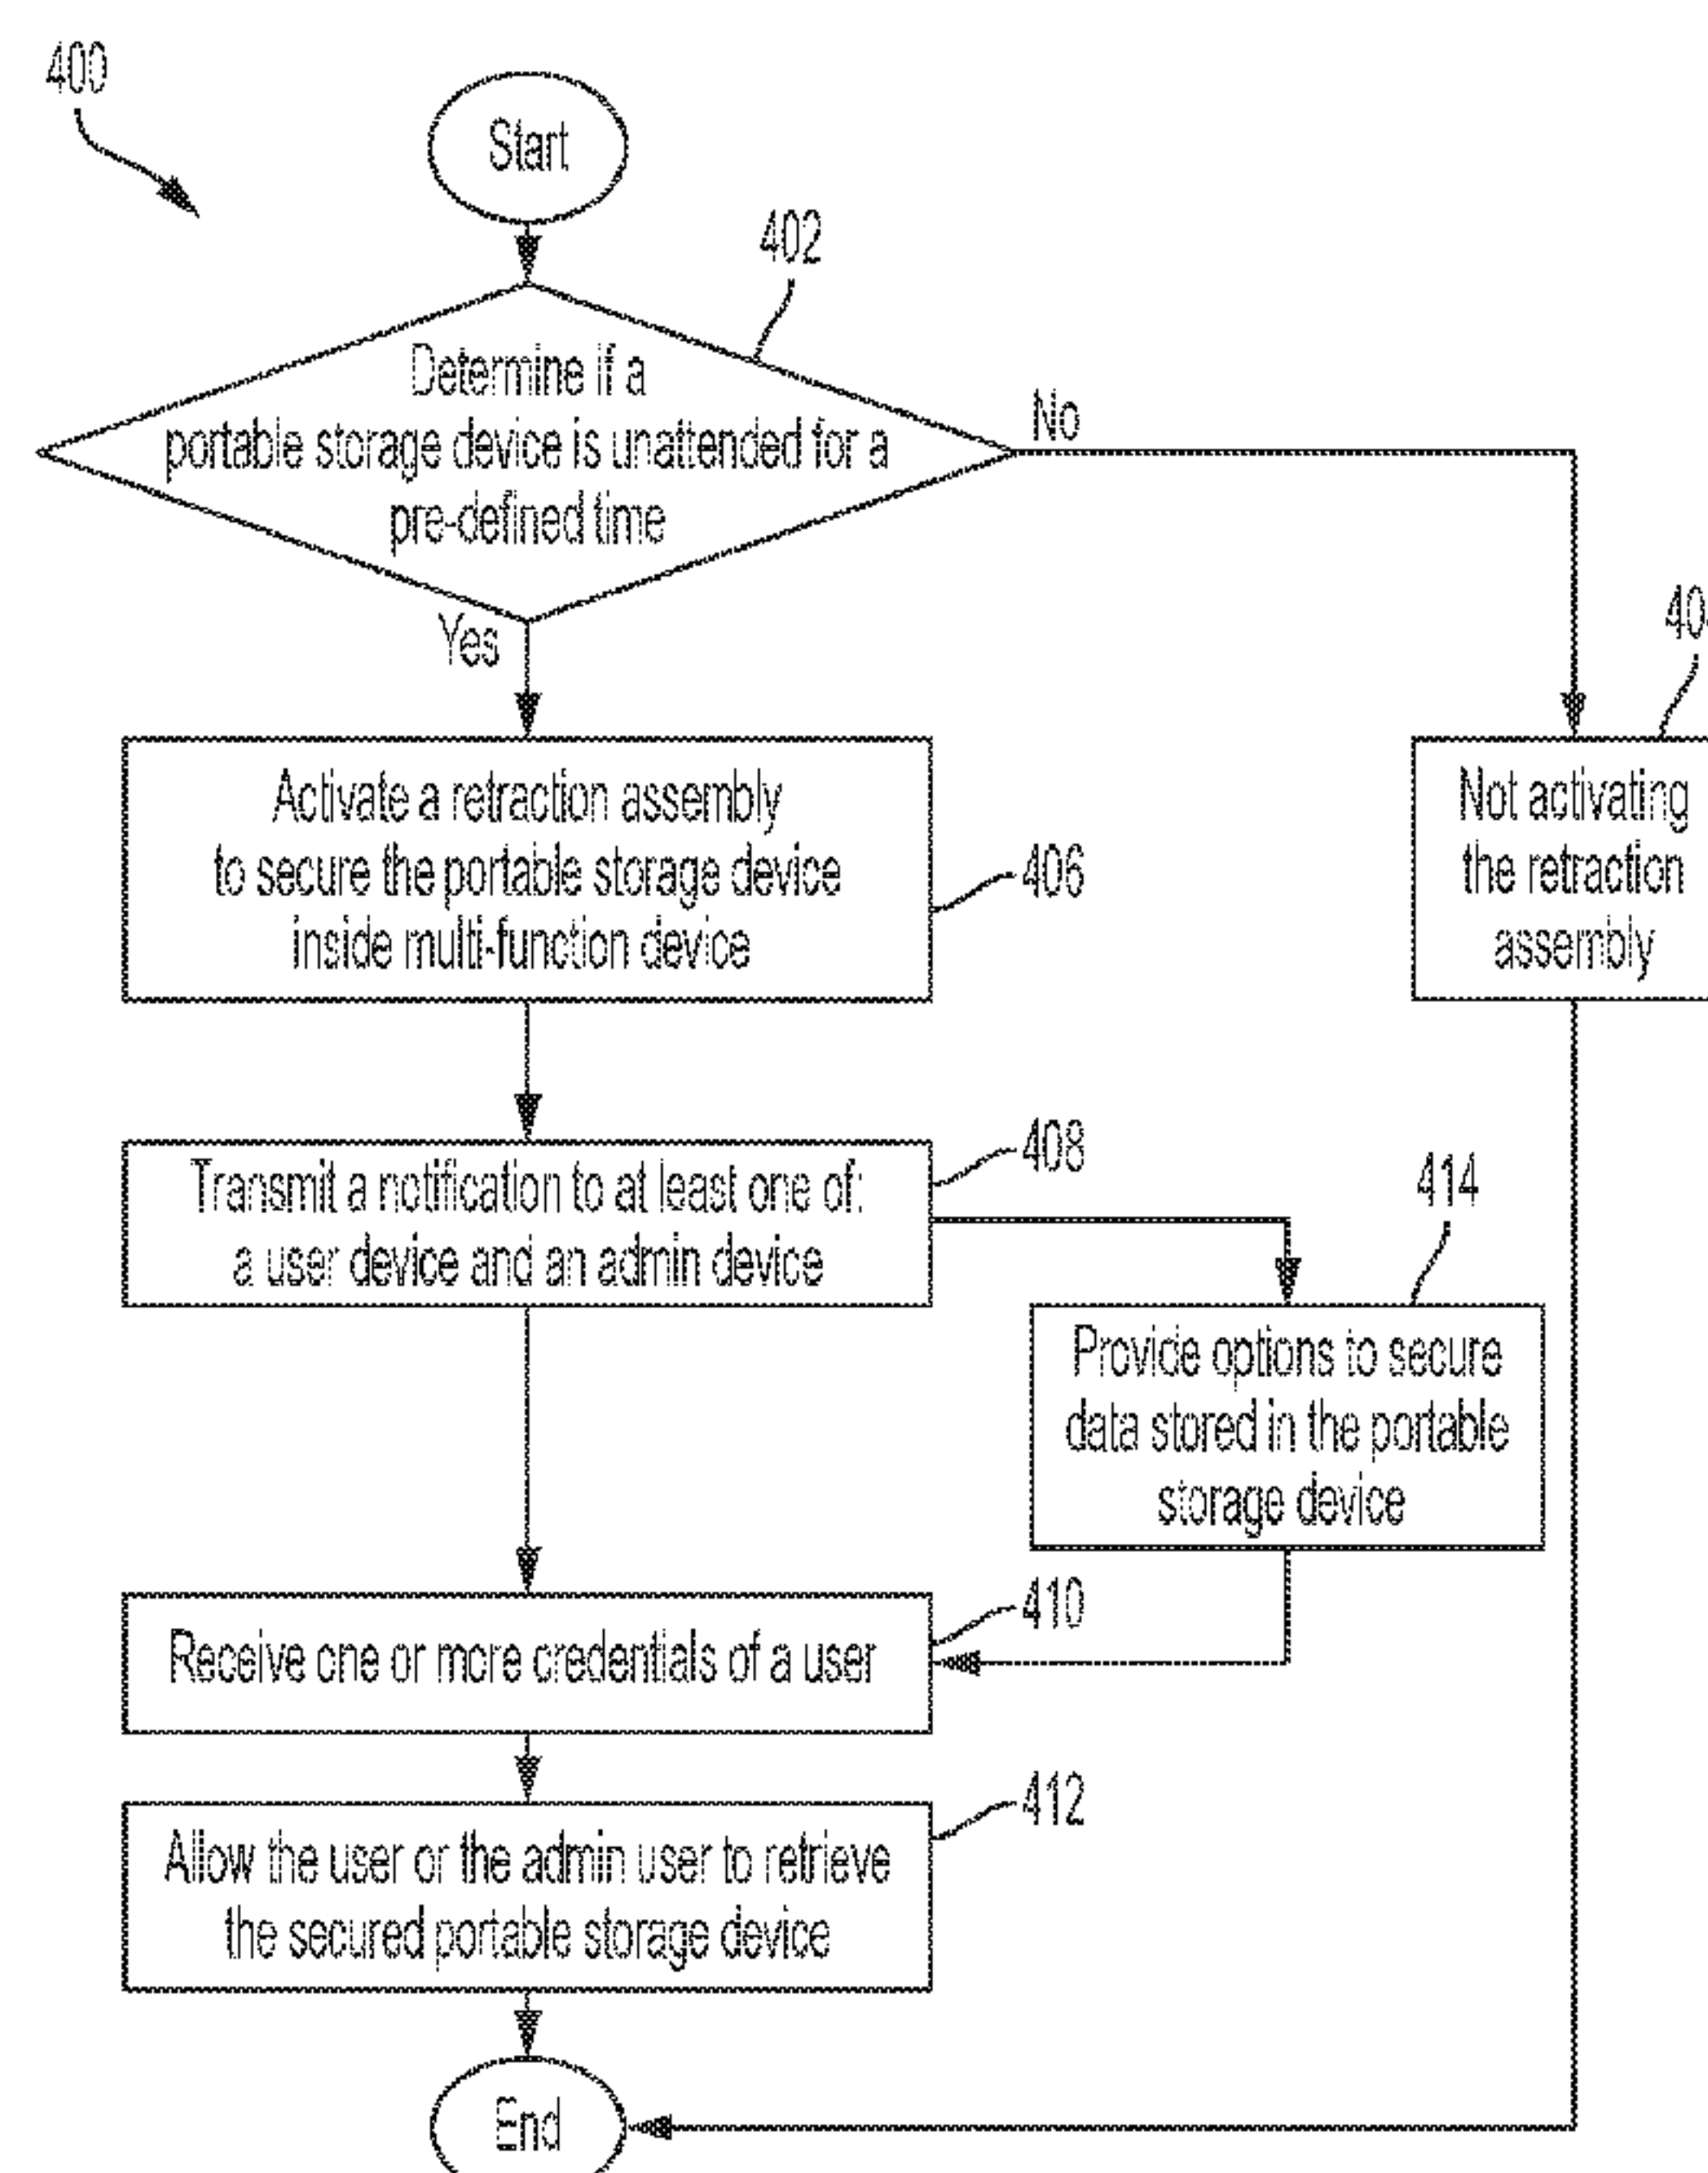 400
Start
402
Determine if a
portable storage device is unattended for a
pre-defined time
No
Yes
Activate a retraction assembly
to secure the portable storage device
inside multi-function device
406
Not activating
the retraction
assembly
Transmit a notification to at least one of:
a user device and an admin device
408
414
Provide options to secure
data stored in the portable
storage device
Receive one or more credentials of a user
410
Allow the user or the admin user to retrieve
the secured portable storage device
412
End